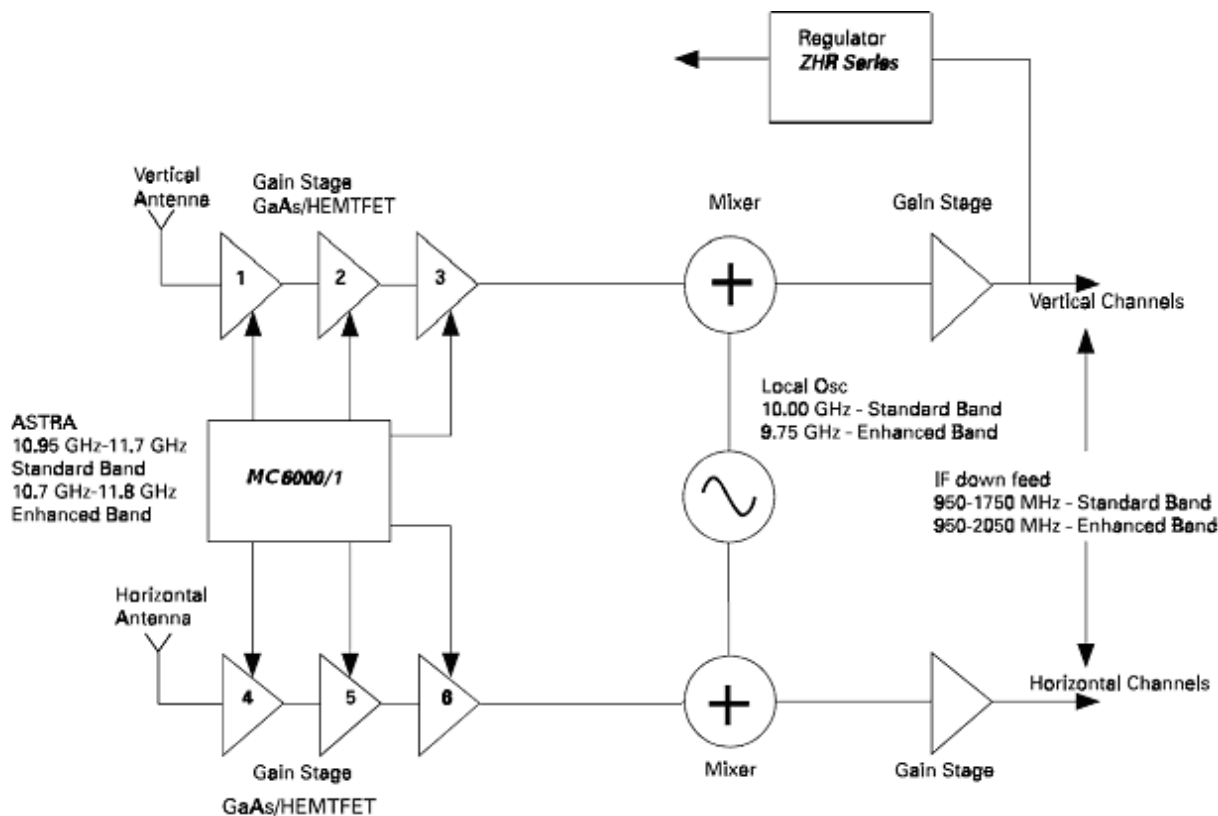 Regulator
ZHR Series
Vertical
Antenna
Gain Stage
GaAs/HEMTFET
Mixer
Gain Stage
1
2
3
Vertical Channels
ASTRA
10.95 GHz-11.7 GHz
Standard Band
10.7 GHz-11.8 GHz
Enhanced Band
MC6000/1
Local Osc
10.00 GHz - Standard Band
9.75 GHz - Enhanced Band
IF down feed
950-1750 MHz - Standard Band
950-2050 MHz - Enhanced Band
Horizontal
Antenna
4
5
6
Horizontal Channels
Gain Stage
GaAs/HEMTFET
Mixer
Gain Stage